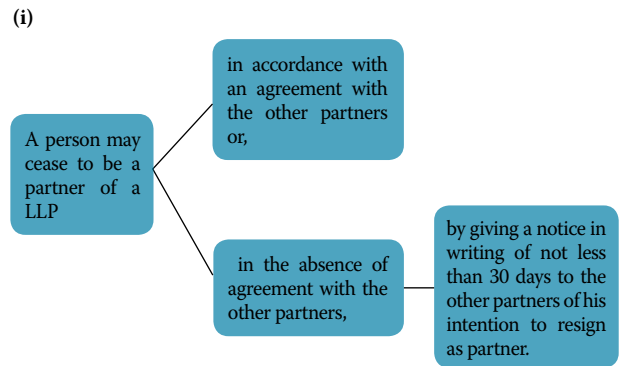 (i)
A person may
cease to be a
partner of a
LLP
in accordance with
an agreement with
the other partners
or,
in the absence of
agreement with the
other partners,
by giving a notice in
writing of not less
than 30 days to the
other partners of his
intention to resign
as partner.